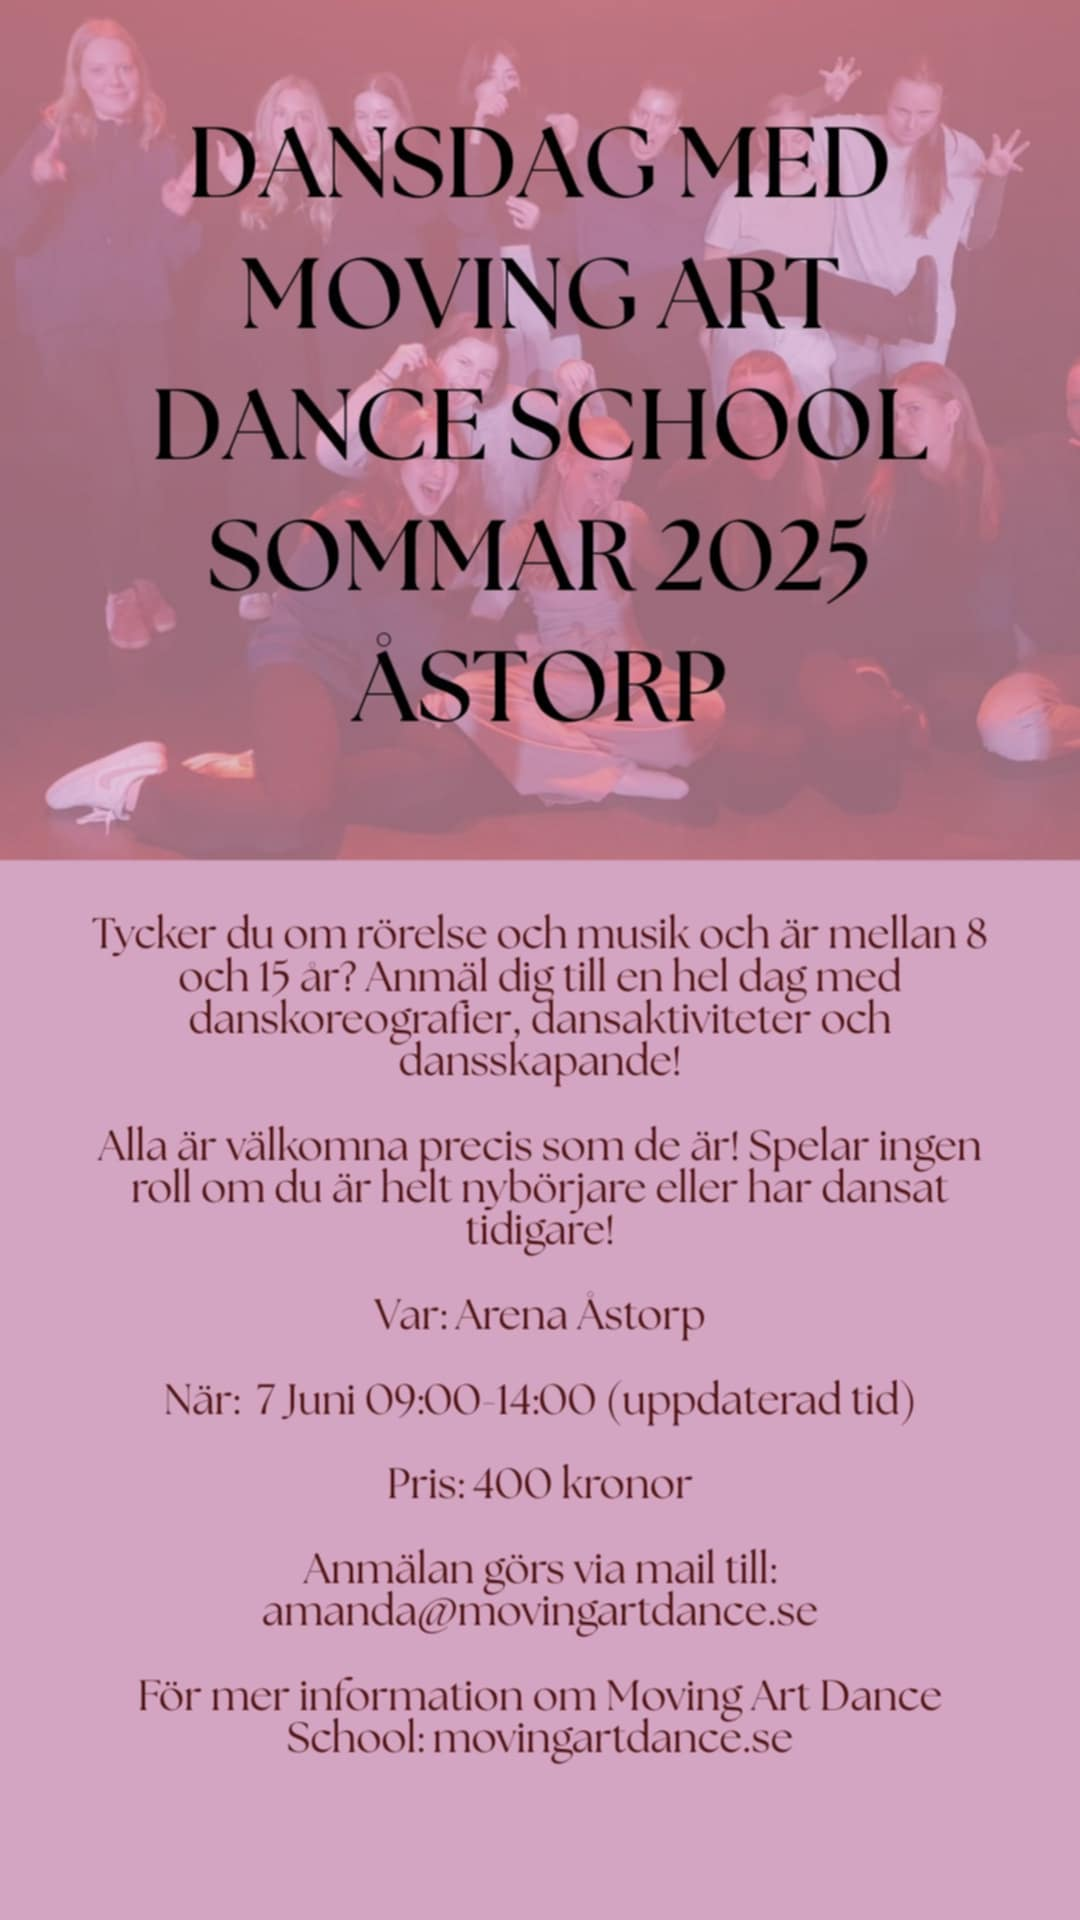 DANSDAG MED
MOVING ART
DANCE SCHOOL
SOMMAR 2025
ÅSTORP
Tycker du om rörelse och musik och är mellan 8
och 15 år? Anmäl dig till en hel dag med
danskoreografier, dansaktiviteter och
dansskapande!
Alla är välkomna precis som de är! Spelar ingen
roll om du är helt nybörjare eller har dansat
tidigare!
Var: Arena Åstorp
När: 7 Juni 09:00-14:00 (uppdaterad tid)
Pris: 400 kronor
Anmälan görs via mail till:
amanda@movingartdance.se
För mer information om Moving Art Dance
School: movingartdance.se